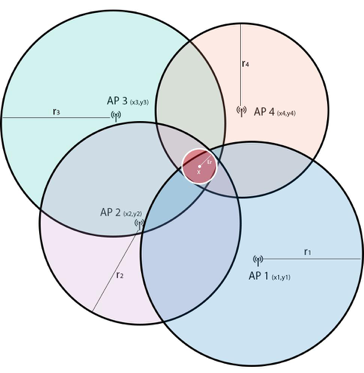 r4
AP 3 (x3,y3)
AP 4 (x4,y4)
r3
x
AP 2 (x2,y2)
r1
AP 1 (x1,y1)
r2